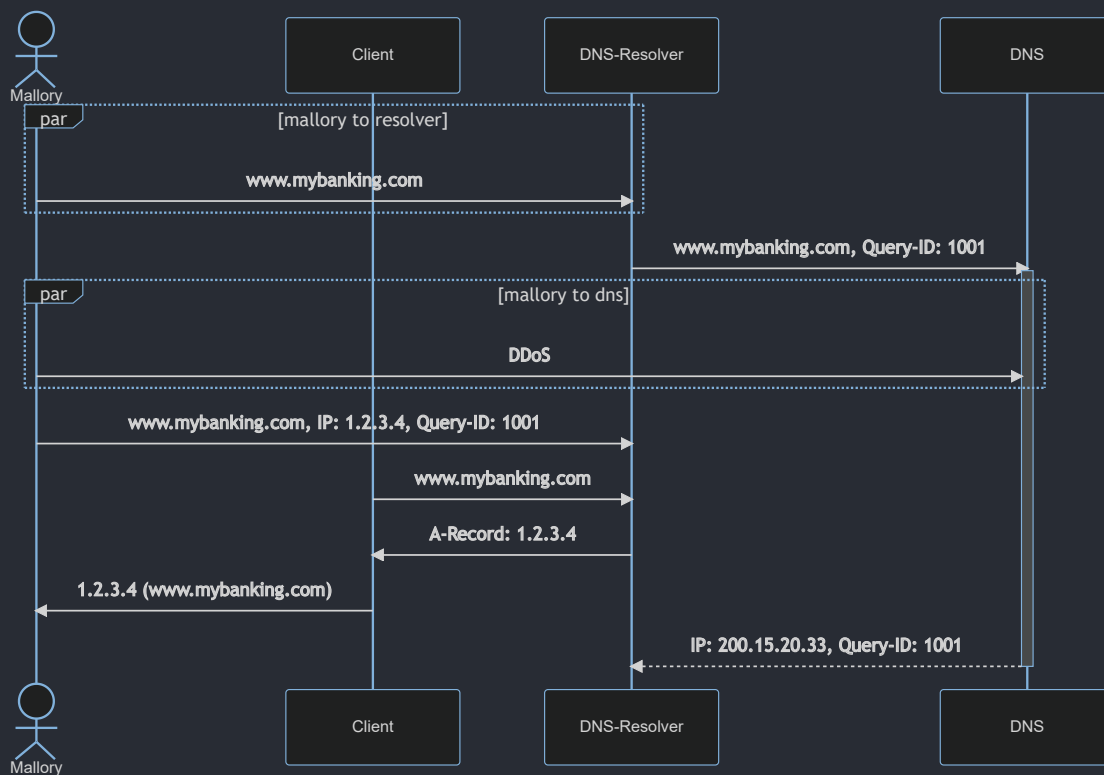 Mallory
Client
DNS-Resolver
DNS
par
[mallory to resolver]
www.mybanking.com
www.mybanking.com, Query-ID: 1001
par
[mallory to dns]
DDoS
www.mybanking.com, IP: 1.2.3.4, Query-ID: 1001
www.mybanking.com
A-Record: 1.2.3.4
1.2.3.4 (www.mybanking.com)
IP: 200.15.20.33, Query-ID: 1001
Mallory
Client
DNS-Resolver
DNS